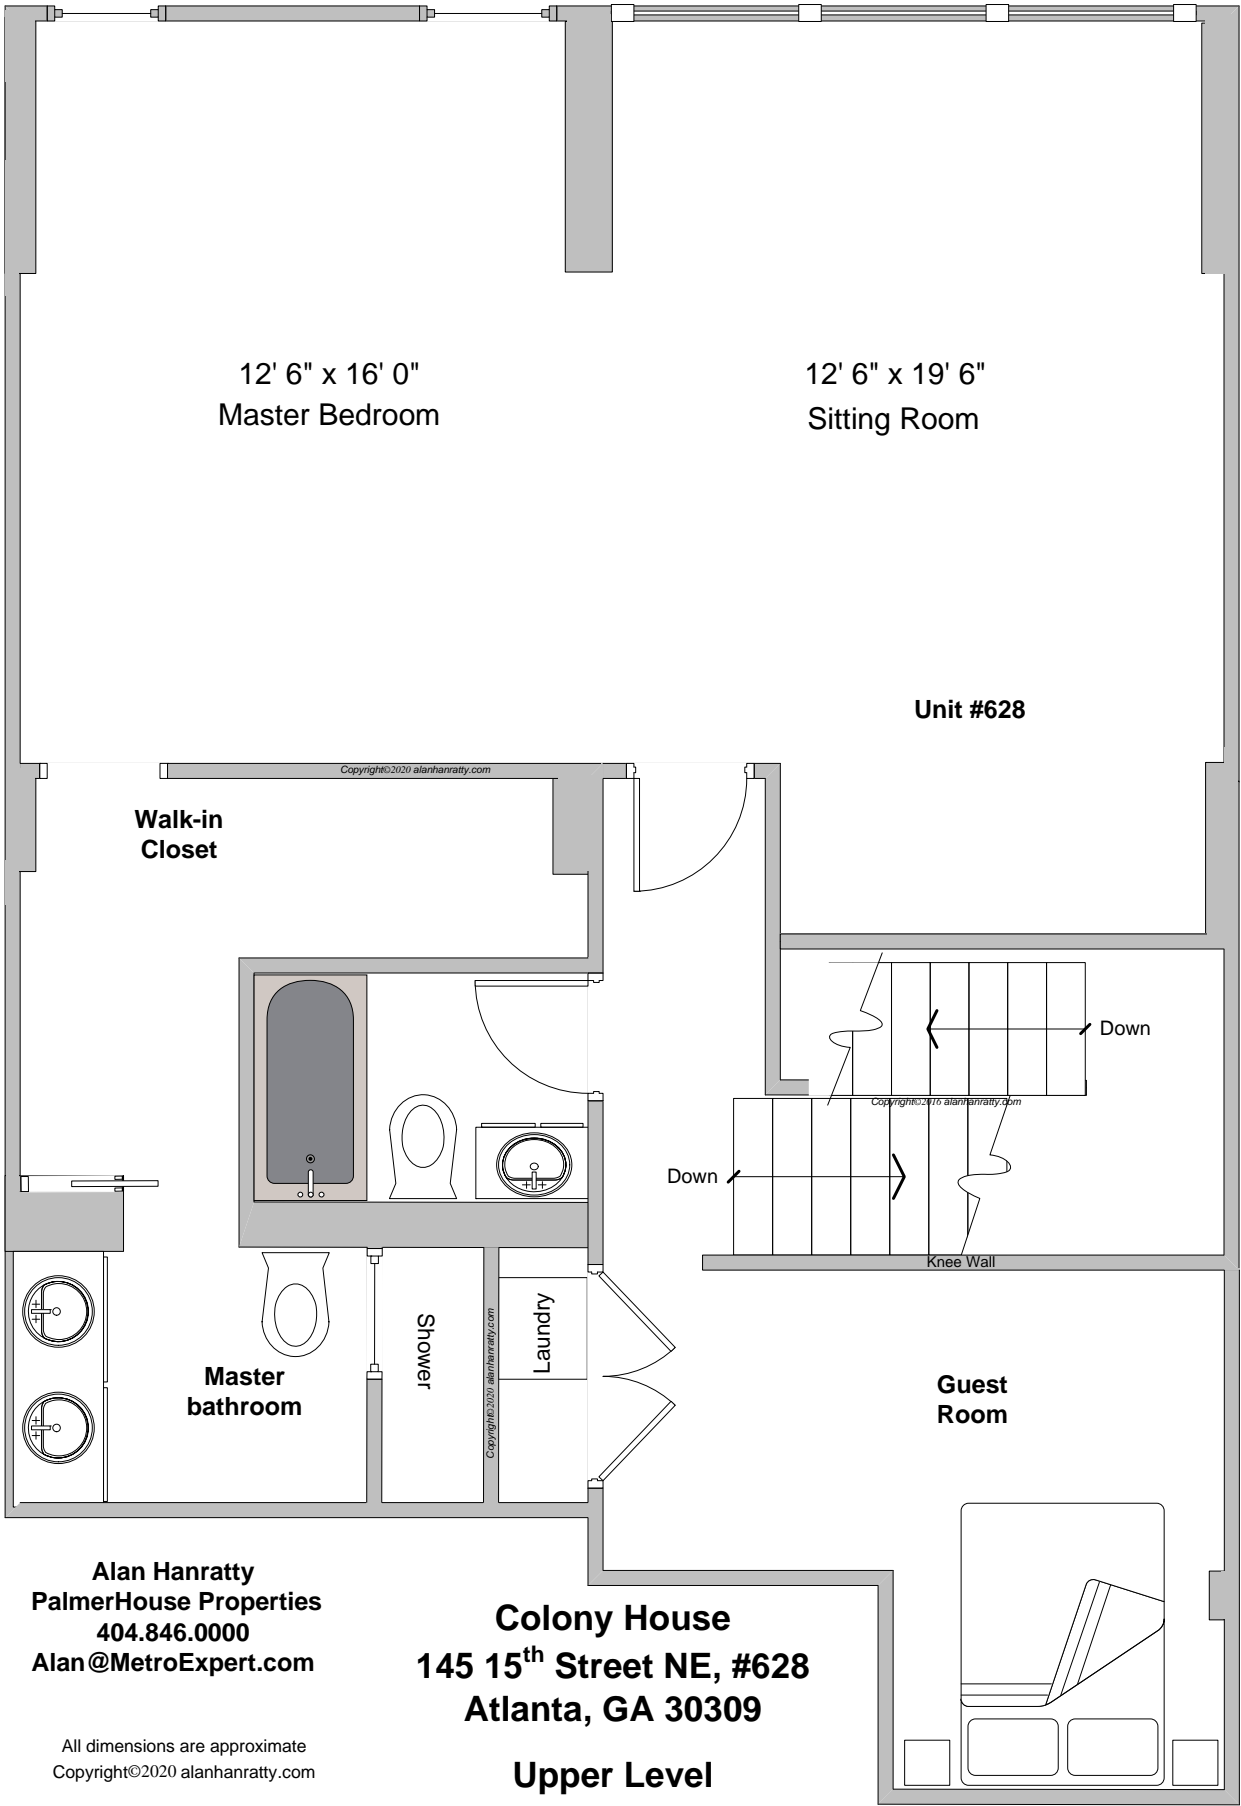 12' 6" x 16' 0"
Master Bedroom
12' 6" x 19' 6"
Sitting Room
Unit #628
Copyright©2020 alanhanratty.com
Walk-in
Closet
Down
Copyright©2016 alanhanratty.com
Down
Knee Wall
Shower
Copyright©2020 alanhanratty.com
Laundry
Master
bathroom
Guest
Room
Alan Hanratty
PalmerHouse Properties
404.846.0000
Alan@MetroExpert.com
Colony House
145 15th Street NE, #628
Atlanta, GA 30309
All dimensions are approximate
Copyright©2020 alanhanratty.com
Upper Level